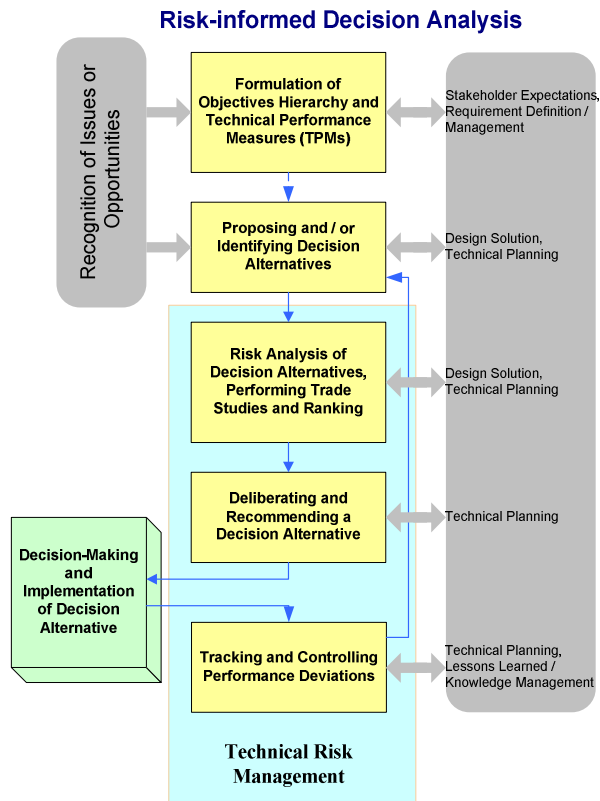 Risk-informed Decision Analysis
Recognition of Issues or
Opportunities
Formulation of
Objectives Hierarchy and
Technical Performance
Measures (TPMs)
Stakeholder Expectations,
Requirement Definition /
Management
Proposing and / or
Identifying Decision
Alternatives
Design Solution,
Technical Planning
Risk Analysis of
Decision Alternatives,
Performing Trade
Studies and Ranking
Design Solution,
Technical Planning
Deliberating and
Recommending a
Decision Alternative
Technical Planning
Decision-Making
and
Implementation
of Decision
Alternative
Tracking and Controlling
Performance Deviations
Technical Planning,
Lessons Learned /
Knowledge Management
Technical Risk
Management